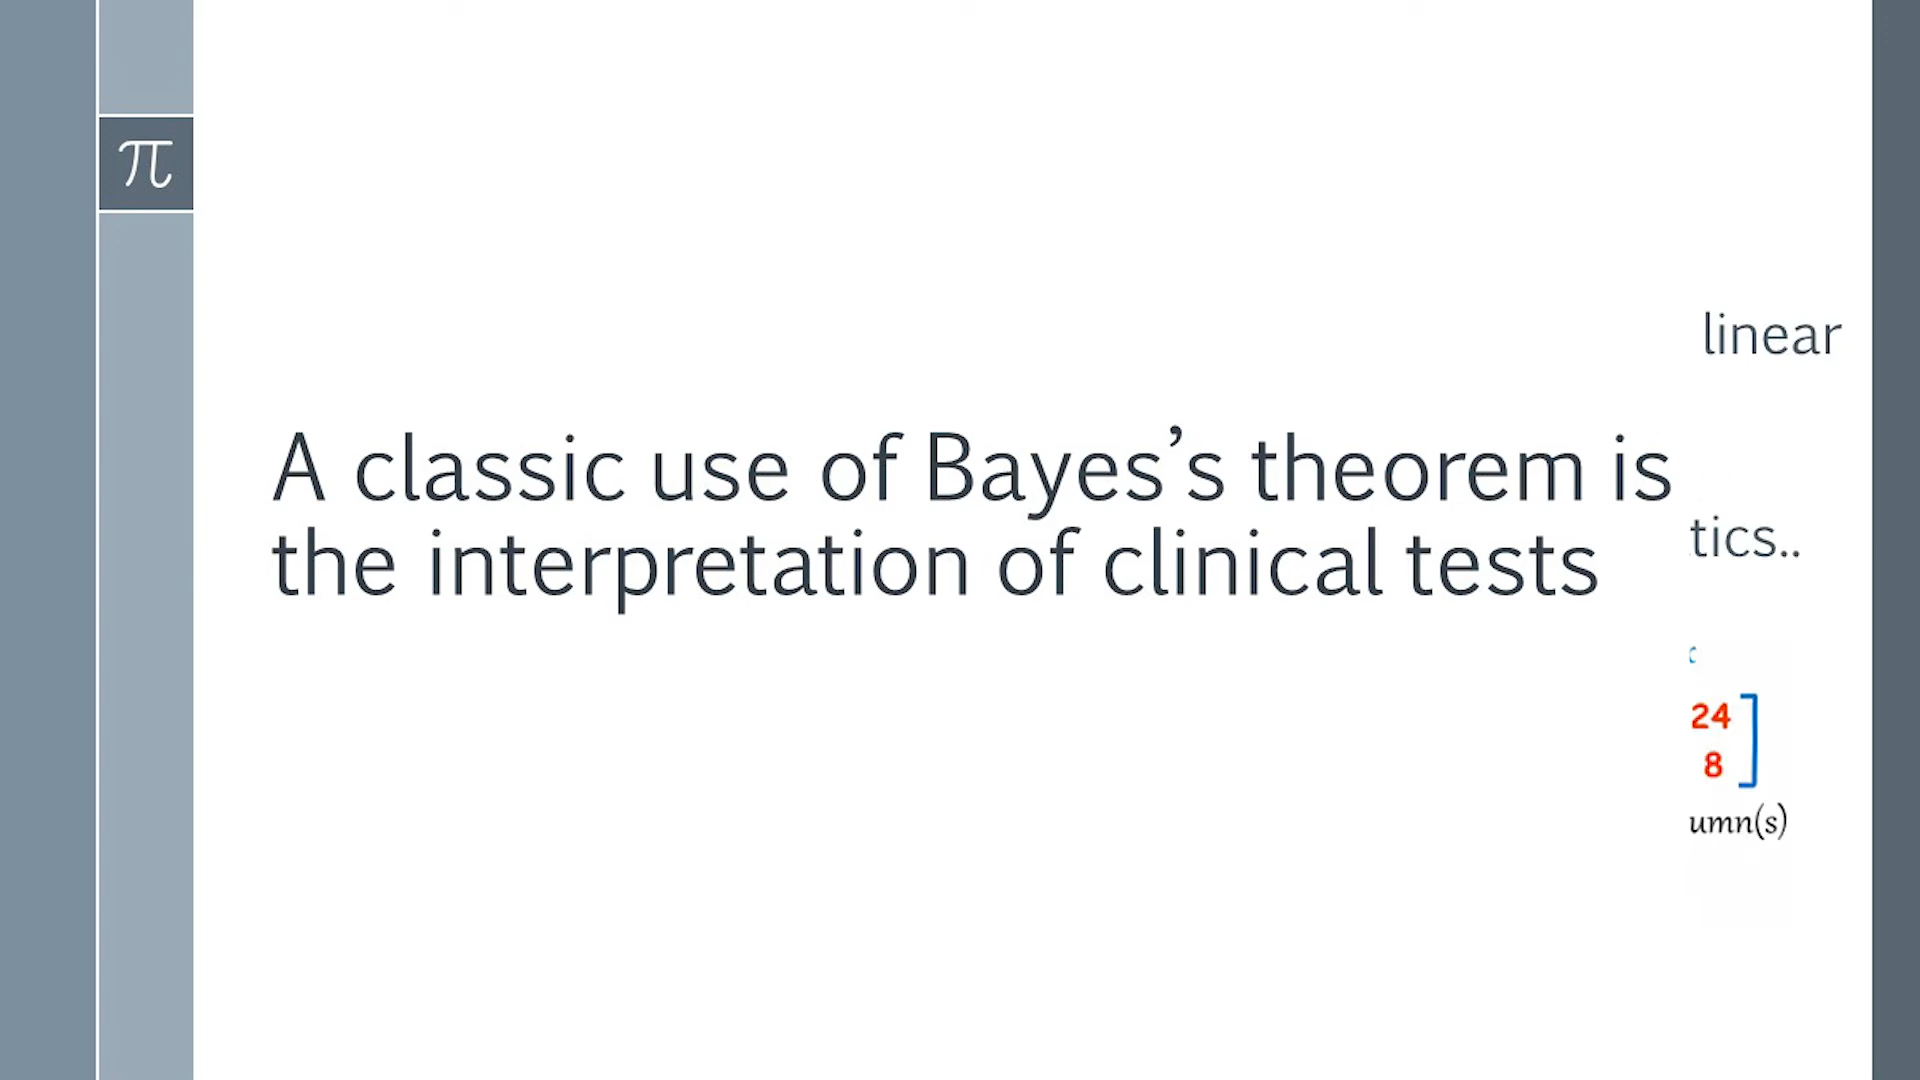 π
linear
A classic use of Bayes’s theorem is
the interpretation of clinical tests
tics..
24
8
umn(s)